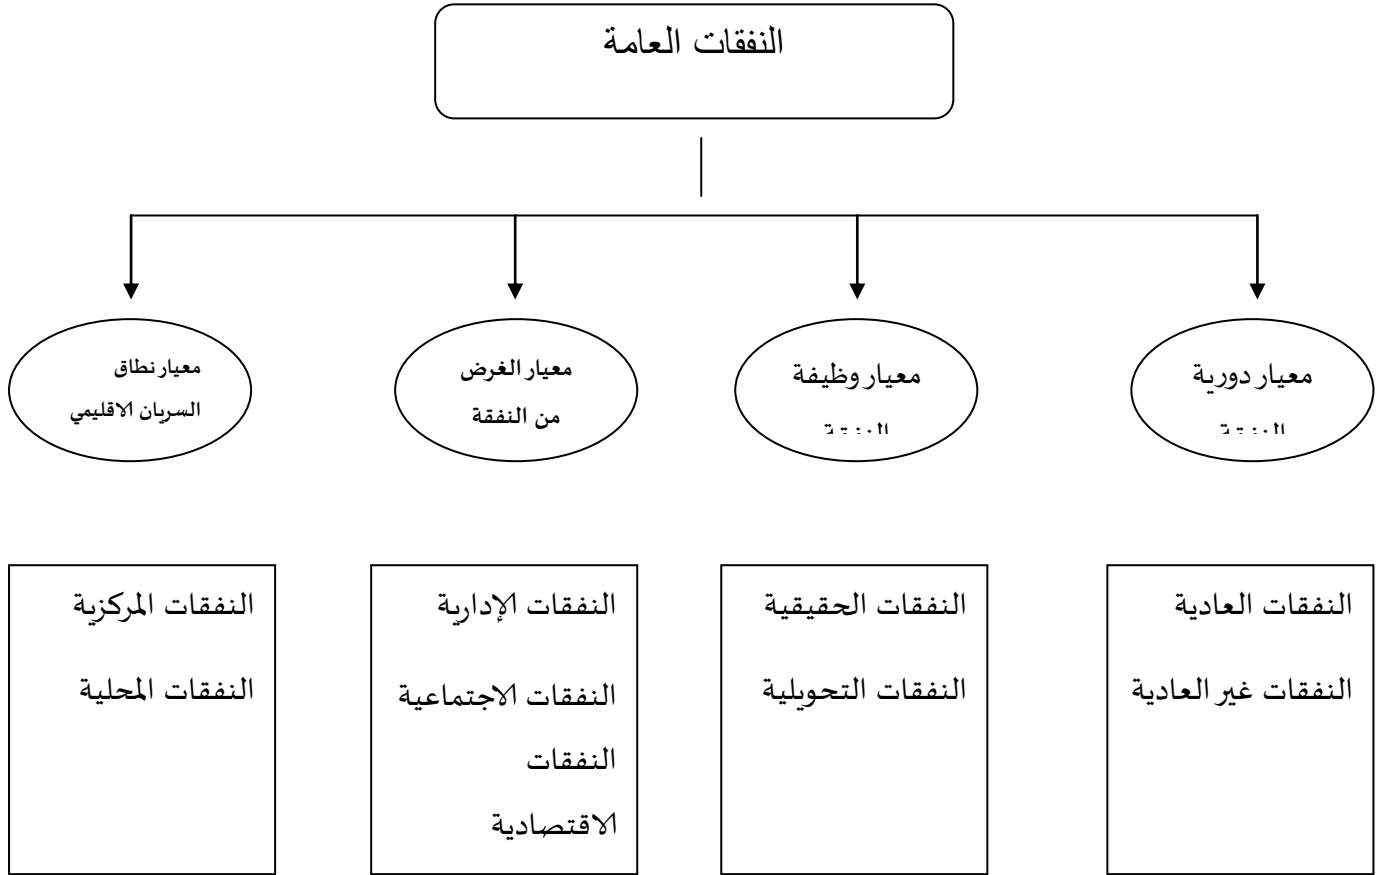 النفقات العامة
معيار دورية
معيار وظيفة
معيار الغرض
من النفقة
معيار نطاق
السريان الاقليمي
النفقات العادية
النفقات غير العادية
النفقات الحقيقية
النفقات التحويلية
النفقات الإدارية
النفقات الاجتماعية
النفقات
الاقتصادية
النفقات المركزية
النفقات المحلية